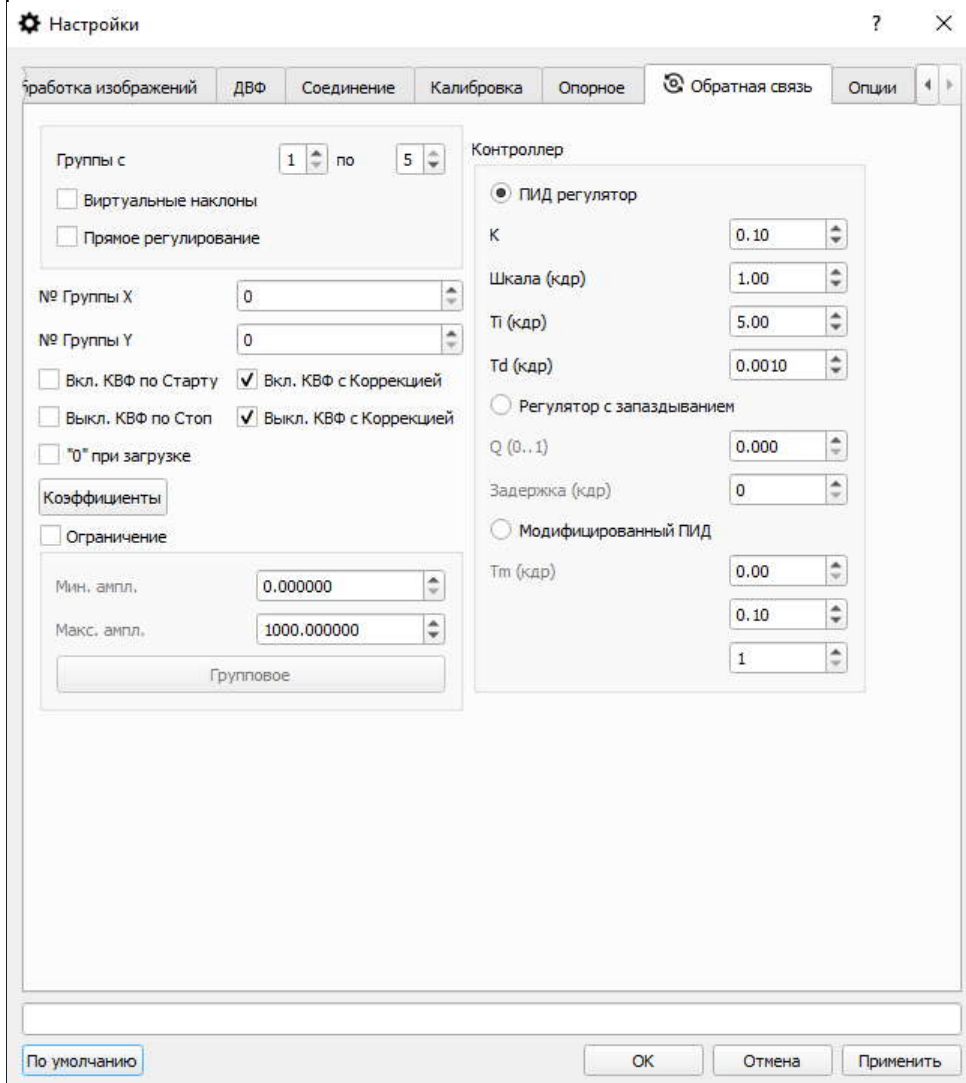 Настройки
?
бработка изображений ДВФ Соединение Калибровка Опорное Обратная связь Опции
Группы с 1 по 5
Виртуальные наклоны
Прямое регулирование
№ Группы X 0
№ Группы Y 0
Вкл. КВФ по Старту Вкл. КВФ с Коррекцией
Выкл. КВФ по Стоп Выкл. КВФ с Коррекцией
"0" при загрузке
Коэффициенты
Ограничение
Мин. ампл. 0.000000
Макс. ампл. 1000.000000
Групповое
Контроллер
ПИД регулятор
K 0.10
Шкала (кдр) 1.00
Ti (кдр) 5.00
Td (кдр) 0.0010
Регулятор с запаздыванием
Q (0..1) 0.000
Задержка (кдр) 0
Модифицированный ПИД
Tm (кдр) 0.00
0.10
1
По умолчанию OK Отмена Применить